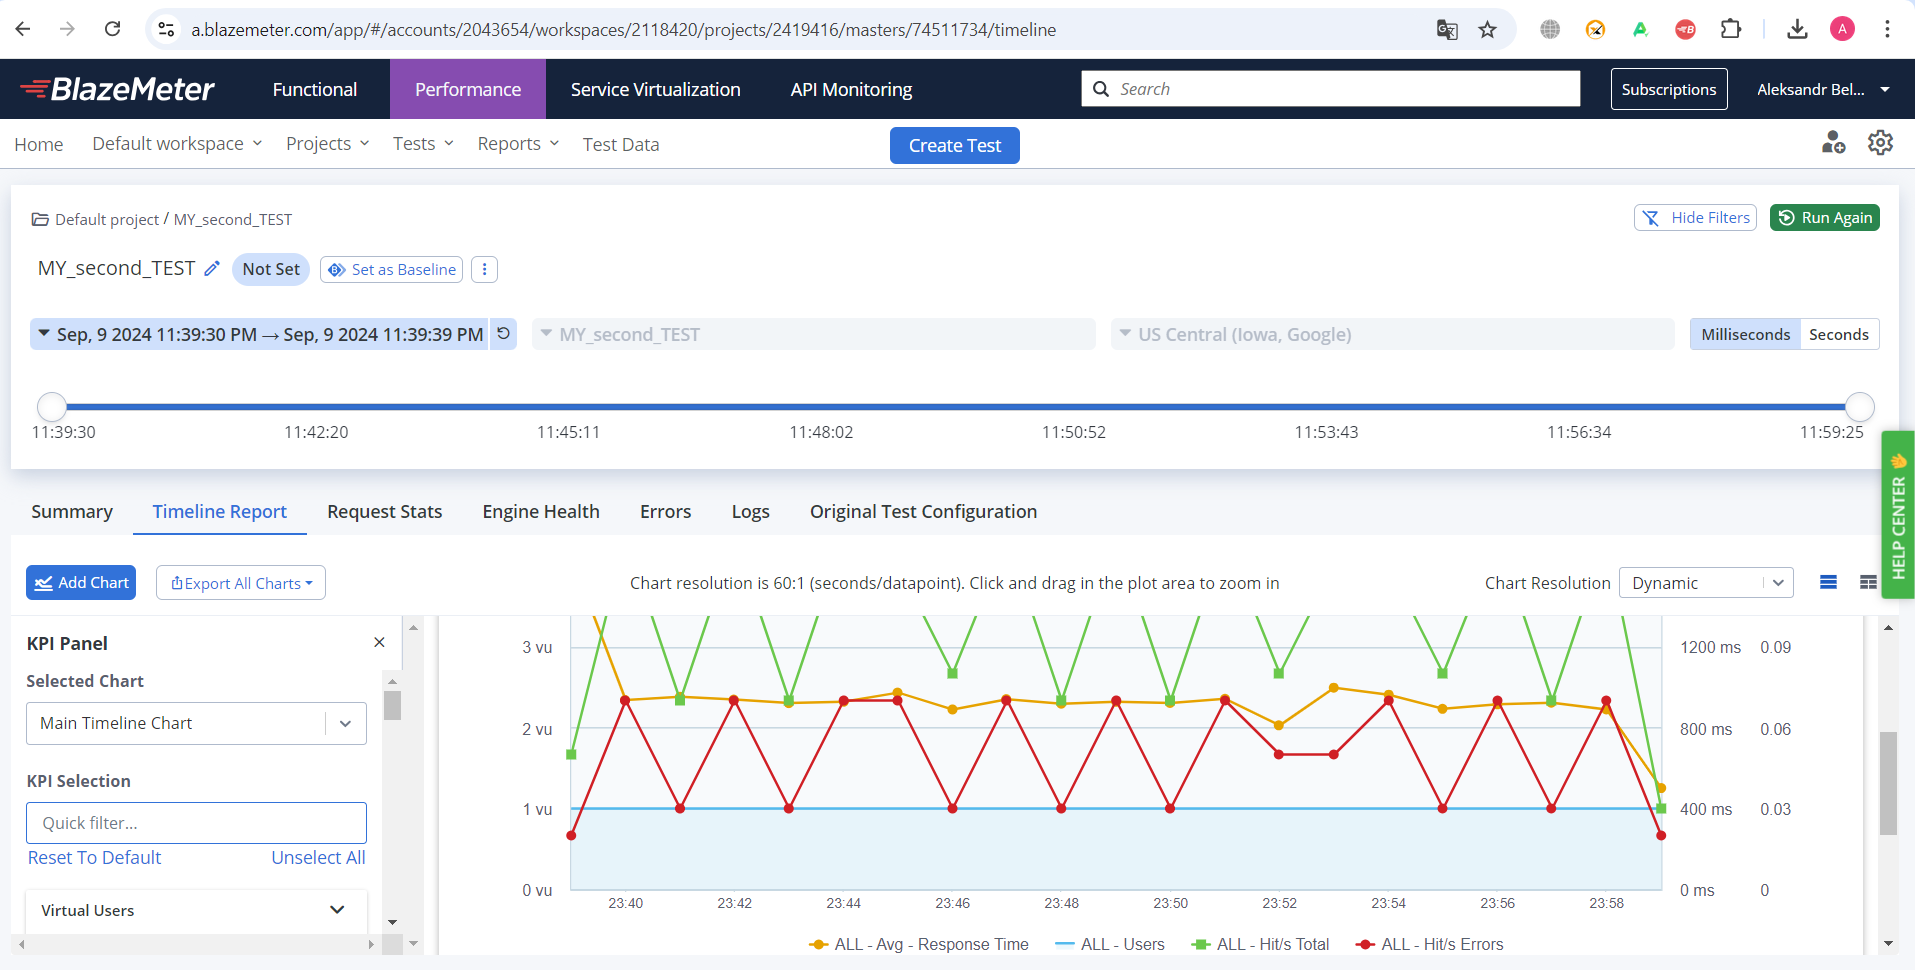 a.blazemeter.com/app/#/accounts/2043654/workspaces/2118420/projects/2419416/masters/74511734/timeline
A
BlazeMeter Functional Performance Service Virtualization API Monitoring Search Subscriptions Aleksandr Bel...
Home Default workspace Projects Tests Reports Test Data Create Test
Default project / MY_second_TEST Hide Filters Run Again
MY_second_TEST Not Set Set as Baseline
Sep, 9 2024 11:39:30 PM → Sep, 9 2024 11:39:39 PM MY_second_TEST US Central (Iowa, Google) Milliseconds Seconds
11:39:30 11:42:20 11:45:11 11:48:02 11:50:52 11:53:43 11:56:34 11:59:25
HELP CENTER
Summary Timeline Report Request Stats Engine Health Errors Logs Original Test Configuration
Add Chart Export All Charts Chart resolution is 60:1 (seconds/datapoint). Click and drag in the plot area to zoom in Chart Resolution Dynamic
KPI Panel
Selected Chart
Main Timeline Chart
KPI Selection
Quick filter...
Reset To Default Unselect All
Virtual Users
3 vu 1200 ms 0.09
2 vu 800 ms 0.06
1 vu 400 ms 0.03
0 vu 0 ms 0
23:40 23:42 23:44 23:46 23:48 23:50 23:52 23:54 23:56 23:58
ALL - Avg - Response Time ALL - Users ALL - Hit/s Total ALL - Hit/s Errors